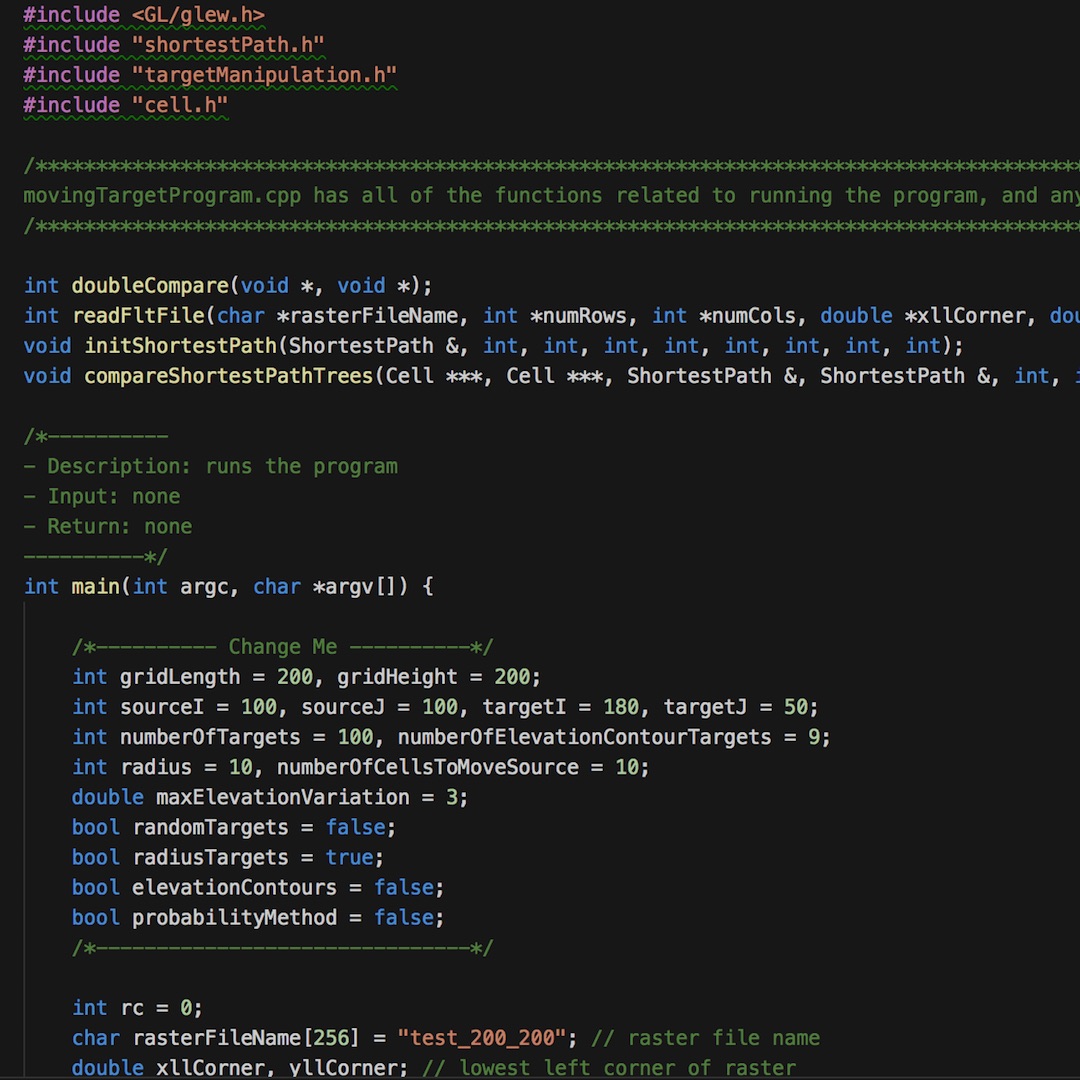 #include <GL/glew.h>
#include "shortestPath.h"
#include "targetManipulation.h"
#include "cell.h"
/****************************************************************************************
movingTargetProgram.cpp has all of the functions related to running the program, and any
/****************************************************************************************
int doubleCompare(void *, void *);
int readFltFile(char *rasterFileName, int *numRows, int *numCols, double *xllCorner,
void initShortestPath(ShortestPath &, int, int, int, int, int, int, int, int);
void compareShortestPathTrees(Cell ***, Cell ***, ShortestPath &, ShortestPath &, int,
/*----------
- Description: runs the program
- Input: none
- Return: none
----------*/
int main(int argc, char *argv[]) {
/*---------- Change Me ----------*/
int gridLength = 200, gridHeight = 200;
int sourceI = 100, sourceJ = 100, targetI = 180, targetJ = 50;
int numberOfTargets = 100, numberOfElevationContourTargets = 9;
int radius = 10, numberOfCellsToMoveSource = 10;
double maxElevationVariation = 3;
bool randomTargets = false;
bool radiusTargets = true;
bool elevationContours = false;
bool probabilityMethod = false;
/*-------------------------------*/
int rc = 0;
char rasterFileName[256] = "test_200_200"; // raster file name
double xllCorner, yllCorner; // lowest left corner of raster